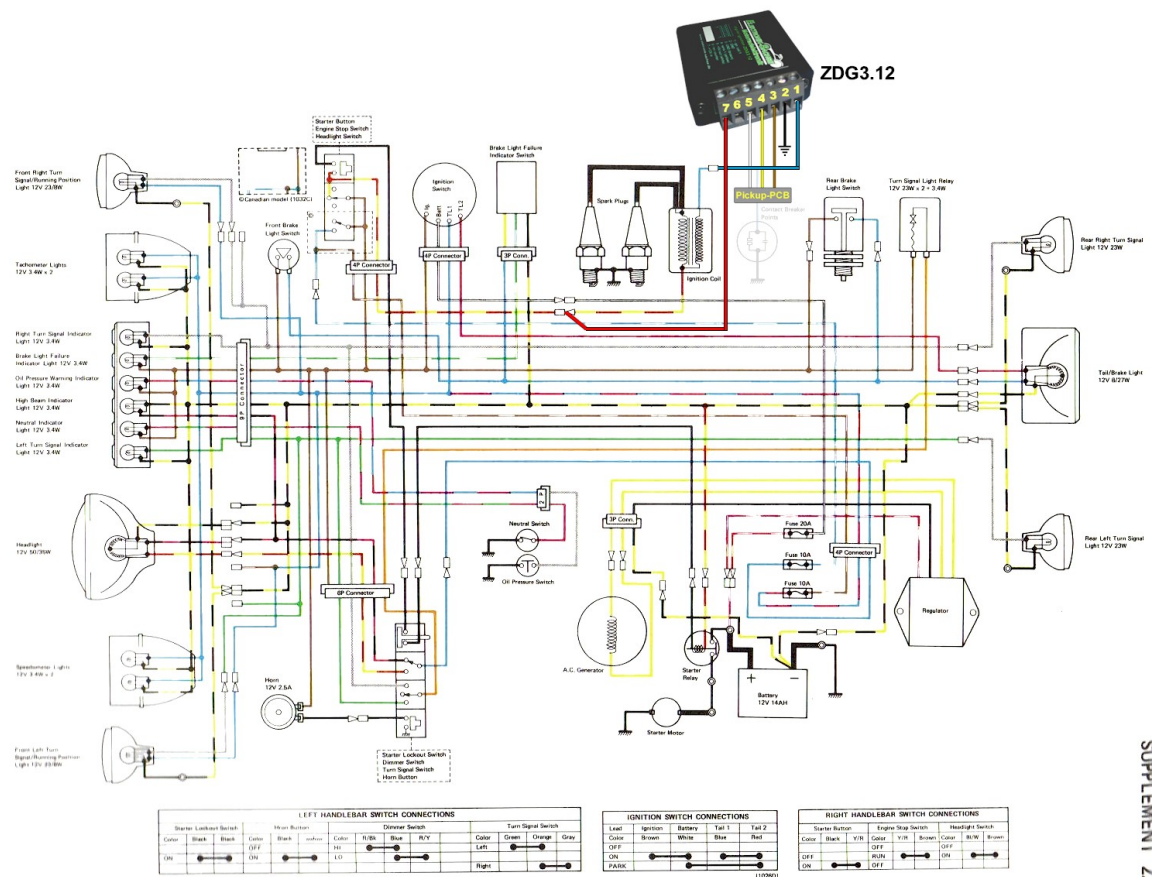 ZDG3.12
7 6 5 4 3 2 1
Pickup-PCB
Contact Breaker
Points
Starter Button
Engine Stop Switch
Headlight Switch
Brake Light Failure
Indicator Switch
Front Right Turn
Signal/Running Position
Light 12V 23/8W
Canadian model (1032C)
Ignition
Switch
Ig.
Batt
TL1
TL2
Spark Plugs
Ignition Coil
Rear Brake
Light Switch
Turn Signal Light Relay
12V 23W x 2 + 3.4W
Front Brake
Light Switch
Rear Right Turn Signal
Light 12V 23W
Tachometer Lights
12V 3.4W x 2
4P Connector
4P Connector
3P Conn.
Right Turn Signal Indicator
Light 12V 3.4W
Brake Light Failure
Indicator Light 12V 3.4W
Oil Pressure Warning Indicator
Light 12V 3.4W
High Beam Indicator
Light 12V 3.4W
Neutral Indicator
Light 12V 3.4W
Left Turn Signal Indicator
Light 12V 3.4W
9P Connector
Tail/Brake Light
12V 8/27W
Headlight
12V 50/35W
2 P
Neutral Switch
Oil Pressure Switch
3P Conn.
Fuse 20A
Fuse 10A
Fuse 10A
4P Connector
Rear Left Turn Signal
Light 12V 23W
6P Connector
Regulator
A.C. Generator
Starter
Relay
Battery
12V 14AH
+
−
Starter Motor
Speedometer Lights
12V 3.4W x 2
Horn
12V 2.5A
Front Left Turn
Signal/Running Position
Light 12V 23/8W
Starter Lockout Switch
Dimmer Switch
Turn Signal Switch
Horn Button
SUPPLEMENT
LEFT HANDLEBAR SWITCH CONNECTIONS
Starter Lockout Switch Horn Button Dimmer Switch Turn Signal Switch
Color Black Black Color Black Color R/Bk Blue R/Y Color Green Orange Gray
OFF HI Left
ON ON LO
Right
IGNITION SWITCH CONNECTIONS
Lead Ignition Battery Tail 1 Tail 2
Color Brown White Blue Red
OFF
ON
PARK
RIGHT HANDLEBAR SWITCH CONNECTIONS
Starter Button Engine Stop Switch Headlight Switch
Color Black Y/R Color Y/R Brown Color Bl/W Brown
OFF OFF
OFF RUN ON
ON OFF